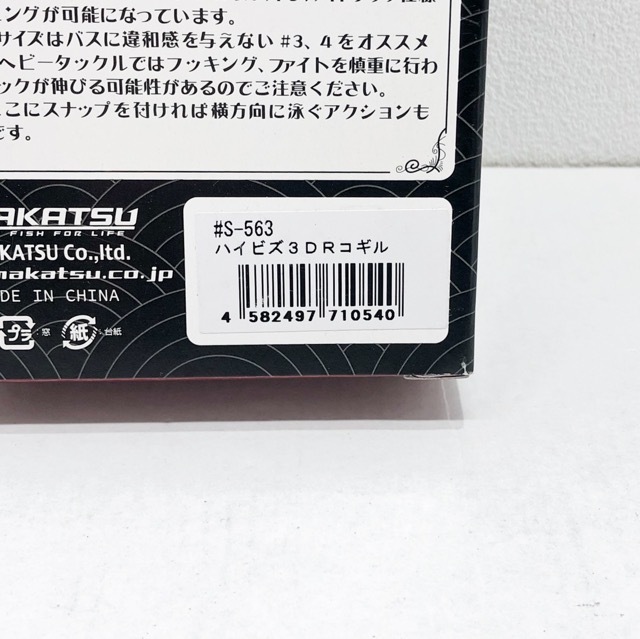 ングが可能になっています。
サイズはバスに違和感を与えない #3、4をオススメ
ヘビータックルではフッキング、ファイトを慎重に行わ
ックが伸びる可能性があるのでご注意ください。
ここにスナップを付ければ横方向に泳ぐアクションも
です。
AKATSU
FISH FOR LIFE
KATSU Co.,ltd.
makatsu.co.jp
ADE IN CHINA
プラ
:窓
紙
:台紙
#S-563
ハイビズ3DRコギル
4 582497 710540